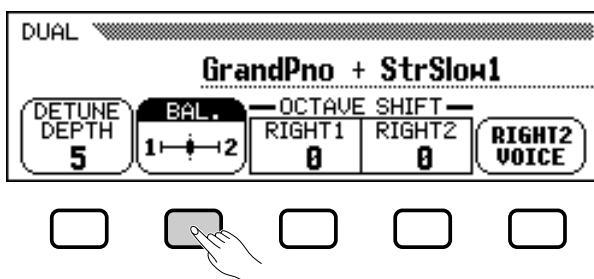 DUAL
GrandPno + StrSlow1
DETUNE DEPTH 5
BAL. 1 2
OCTAVE SHIFT
RIGHT1 0
RIGHT2 0
RIGHT2 VOICE